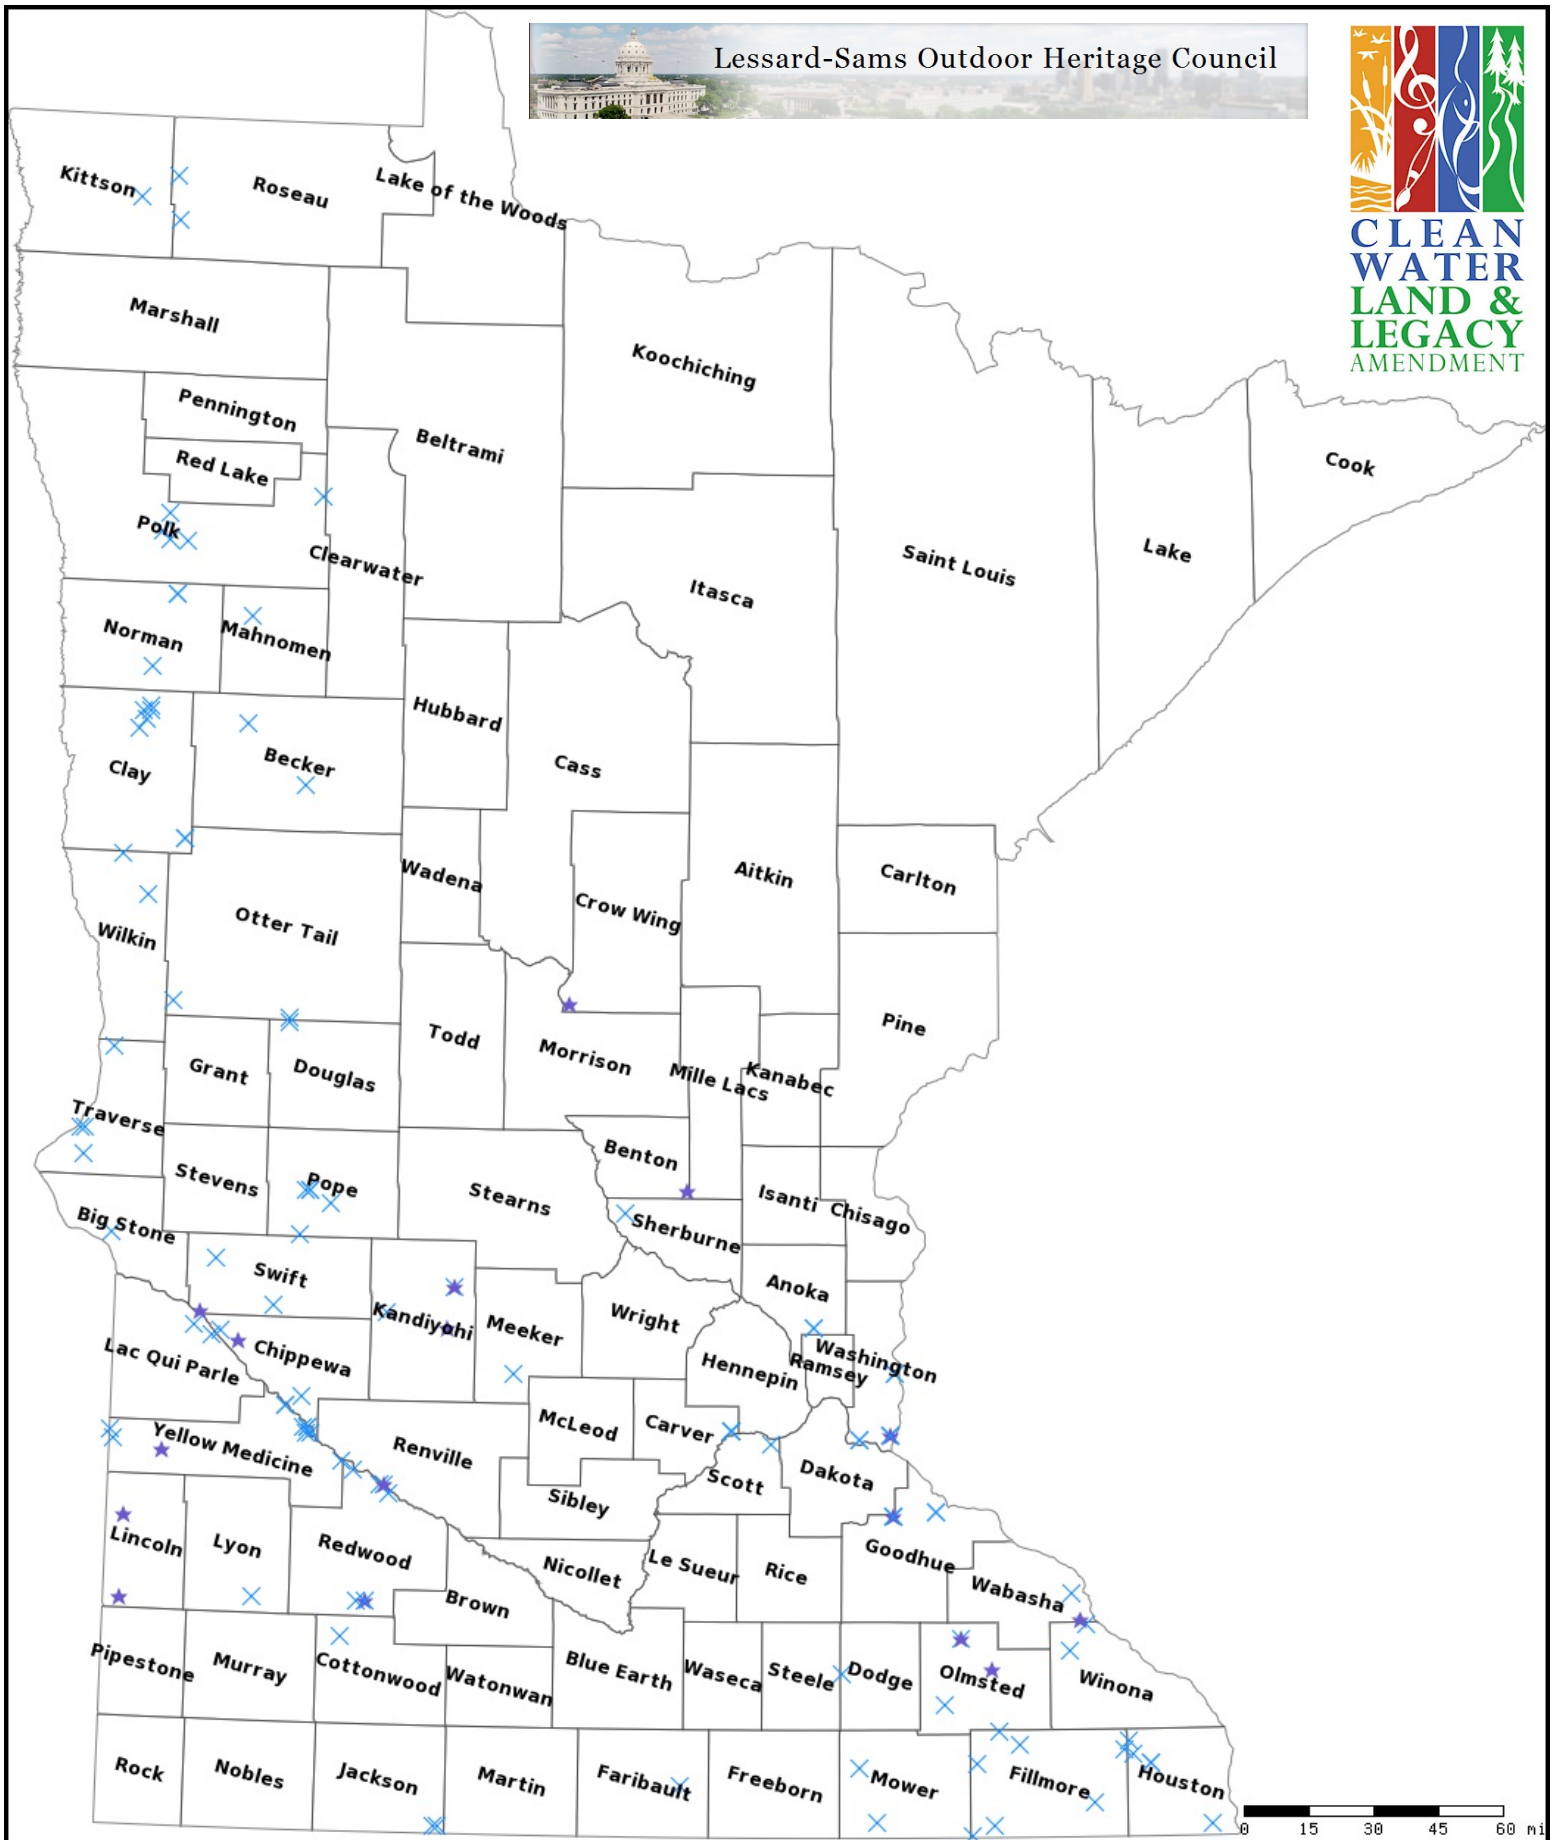 Lessard-Sams Outdoor Heritage Council
CLEAN
WATER
LAND &
LEGACY
AMENDMENT
Kittson
Roseau
Lake of the Woods
Marshall
Koochiching
Pennington
Beltrami
Red Lake
Cook
Polk
Clearwater
Saint Louis
Lake
Itasca
Norman
Mahnomen
Hubbard
Cass
Clay
Becker
Wadena
Aitkin
Carlton
Crow Wing
Otter Tail
Wilkin
Pine
Todd
Morrison
Grant
Douglas
Mille Lacs
Kanabec
Traverse
Benton
Stevens
Pope
Stearns
Isanti
Chisago
Big Stone
Sherburne
Swift
Anoka
Kandiyohi
Meeker
Wright
Chippewa
Lac Qui Parle
Hennepin
Ramsey
Washington
McLeod
Carver
Yellow Medicine
Renville
Scott
Dakota
Sibley
Lincoln
Lyon
Redwood
Nicollet
Le Sueur
Rice
Goodhue
Wabasha
Brown
Pipestone
Murray
Cottonwood
Watonwan
Blue Earth
Waseca
Steele
Dodge
Olmsted
Winona
Rock
Nobles
Jackson
Martin
Faribault
Freeborn
Mower
Fillmore
Houston
0 15 30 45 60 mi